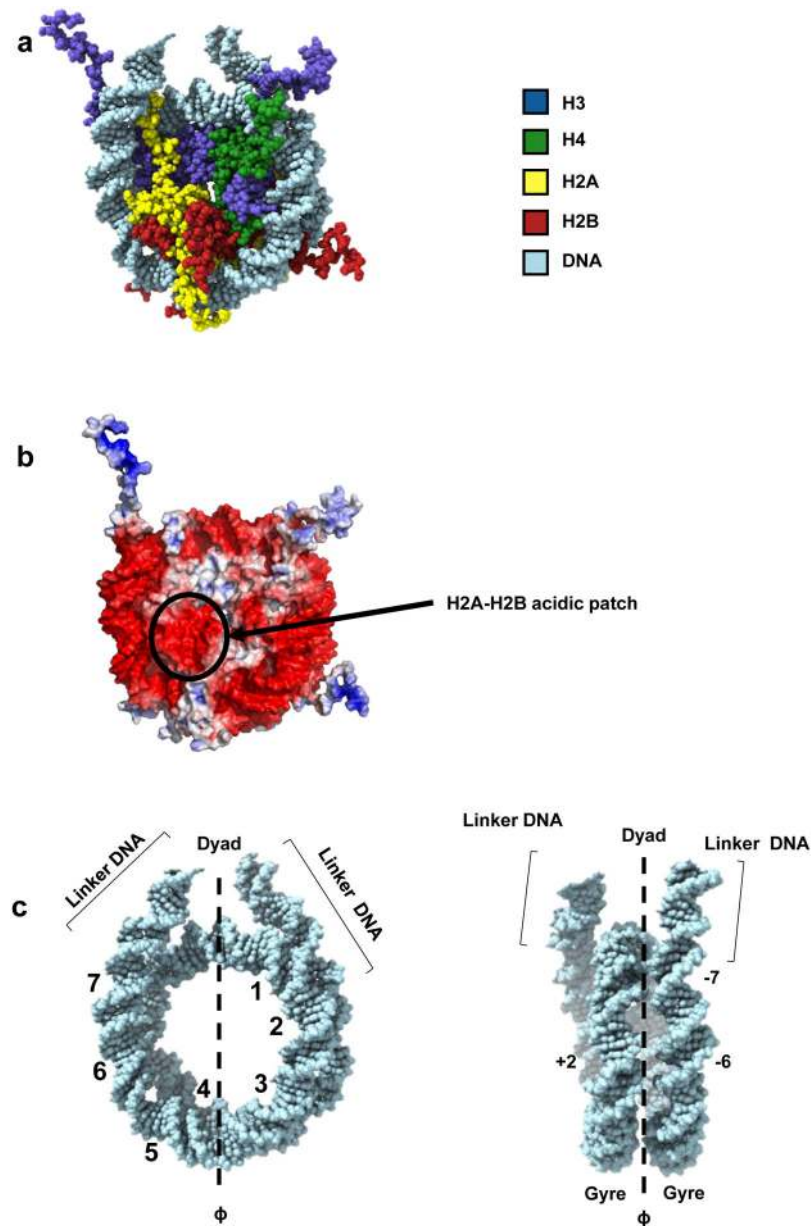 a
H3
H4
H2A
H2B
DNA
b
H2A-H2B acidic patch
c
Linker DNA
Dyad
Linker DNA
1
2
3
4
5
6
7
ϕ
Linker DNA
Dyad
Linker DNA
-7
+2
-6
Gyre
Gyre
ϕ